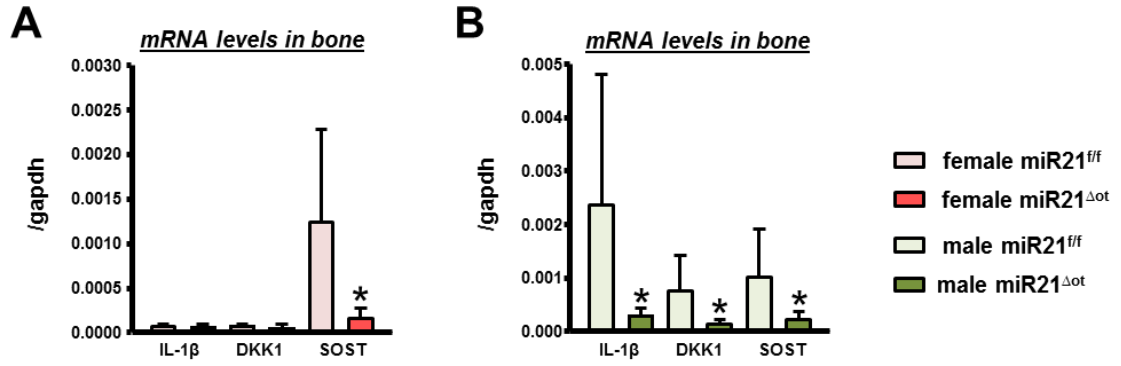 A
mRNA levels in bone
/gapdh
0.0030
0.0025
0.0020
0.0015
0.0010
0.0005
0.0000
*
IL-1β DKK1 SOST
B
mRNA levels in bone
/gapdh
0.005
0.004
0.003
0.002
0.001
0.000
* * *
IL-1β DKK1 SOST
female miR21f/f
female miR21Δot
male miR21f/f
male miR21Δot